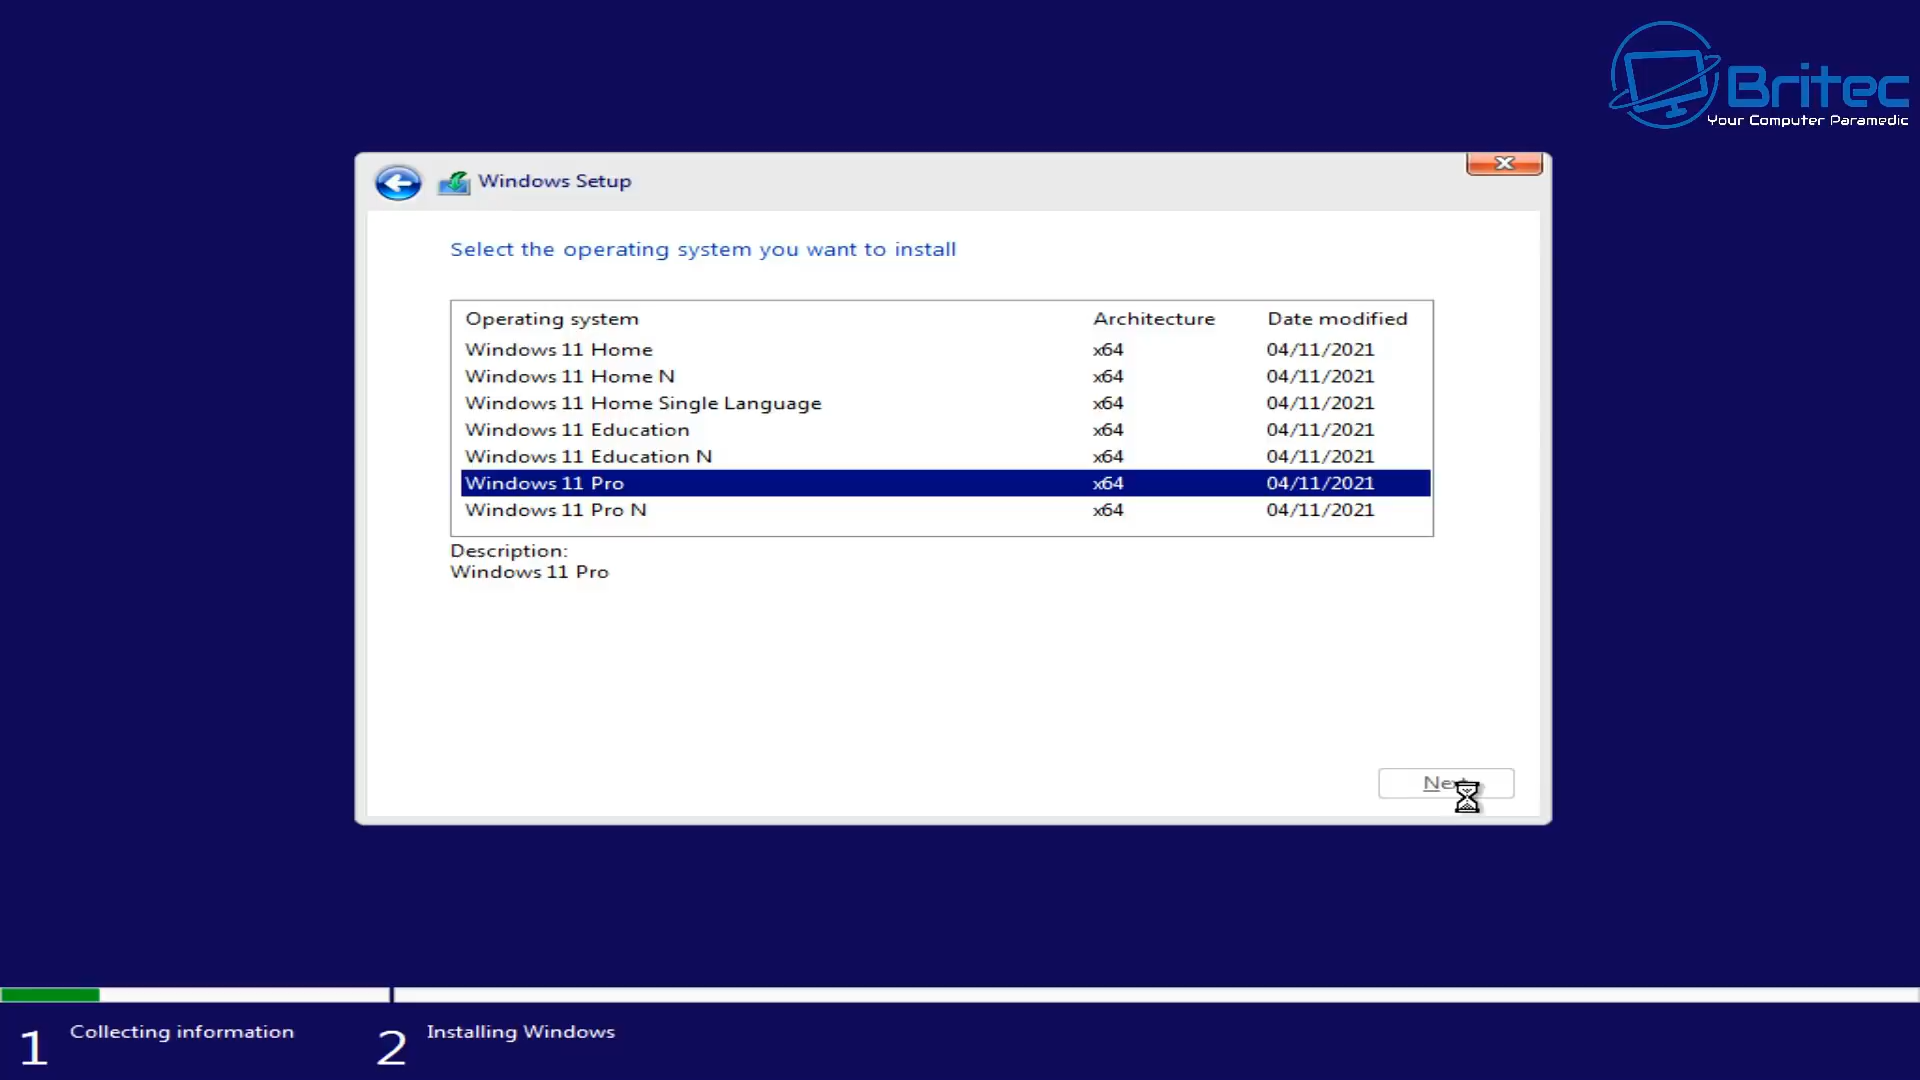 Britec
Your Computer Paramedic
Windows Setup
Select the operating system you want to install
Operating system Architecture Date modified
Windows 11 Home x64 04/11/2021
Windows 11 Home N x64 04/11/2021
Windows 11 Home Single Language x64 04/11/2021
Windows 11 Education x64 04/11/2021
Windows 11 Education N x64 04/11/2021
Windows 11 Pro x64 04/11/2021
Windows 11 Pro N x64 04/11/2021
Description:
Windows 11 Pro
Next
1 Collecting information 2 Installing Windows